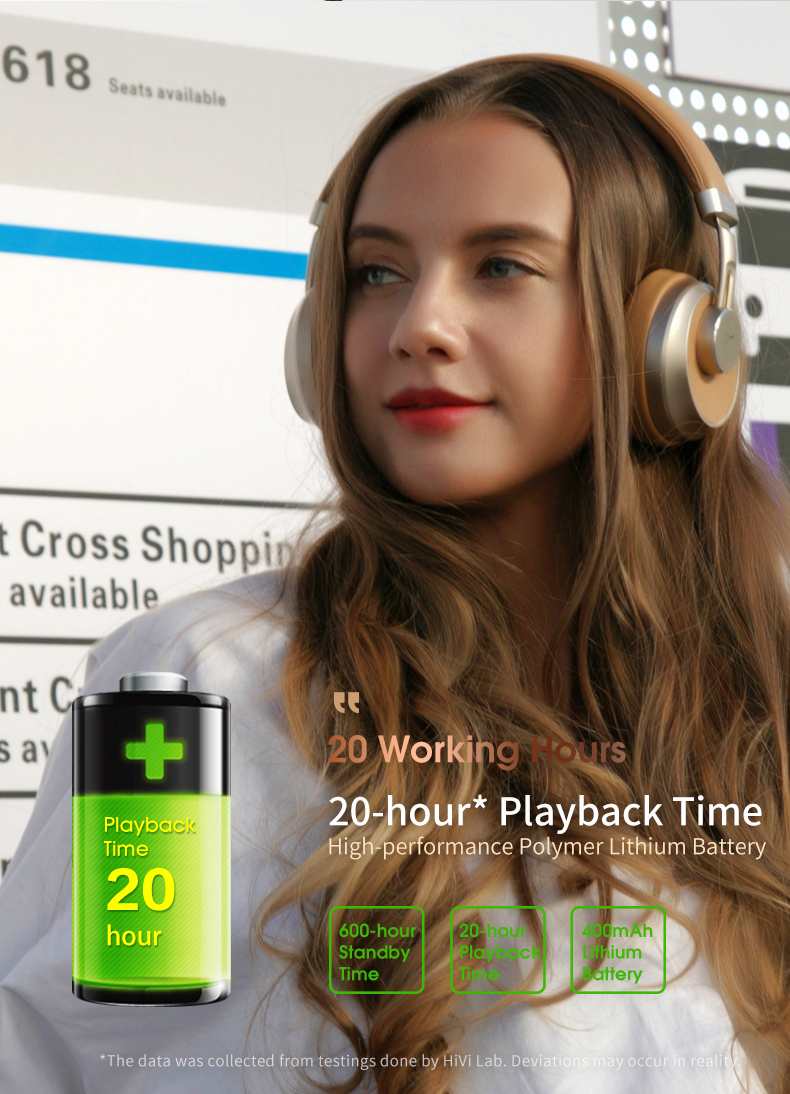 618 Seats available
t Cross Shoppin
available
nt C
s av
Playback
Time
20
hour
"
20 Working Hours
20-hour* Playback Time
High-performance Polymer Lithium Battery
600-hour
Standby
Time
20-hour
Playback
Time
400mAh
Lithium
Battery
*The data was collected from testings done by HiVi Lab. Deviations may occur in reality.